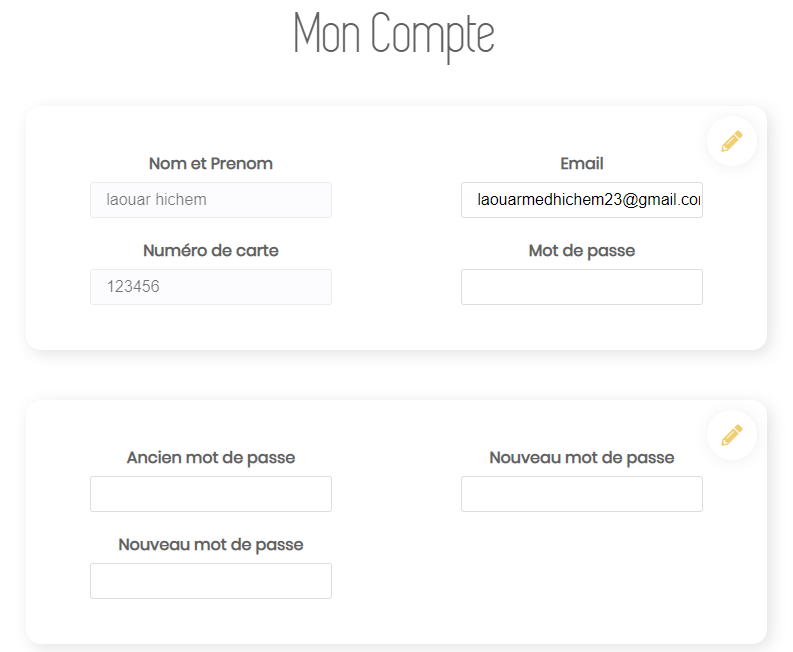 Mon Compte
Nom et Prenom
Email
laouar hichem
laouarmedhichem23@gmail.co
Numéro de carte
Mot de passe
123456
Ancien mot de passe
Nouveau mot de passe
Nouveau mot de passe